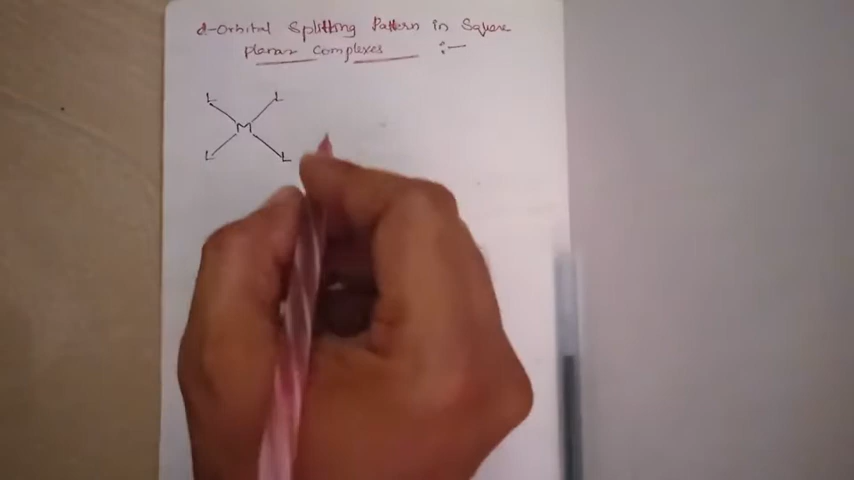 d-Orbital Splitting Pattern in Square
planar Complexes :-
L L
M
L L